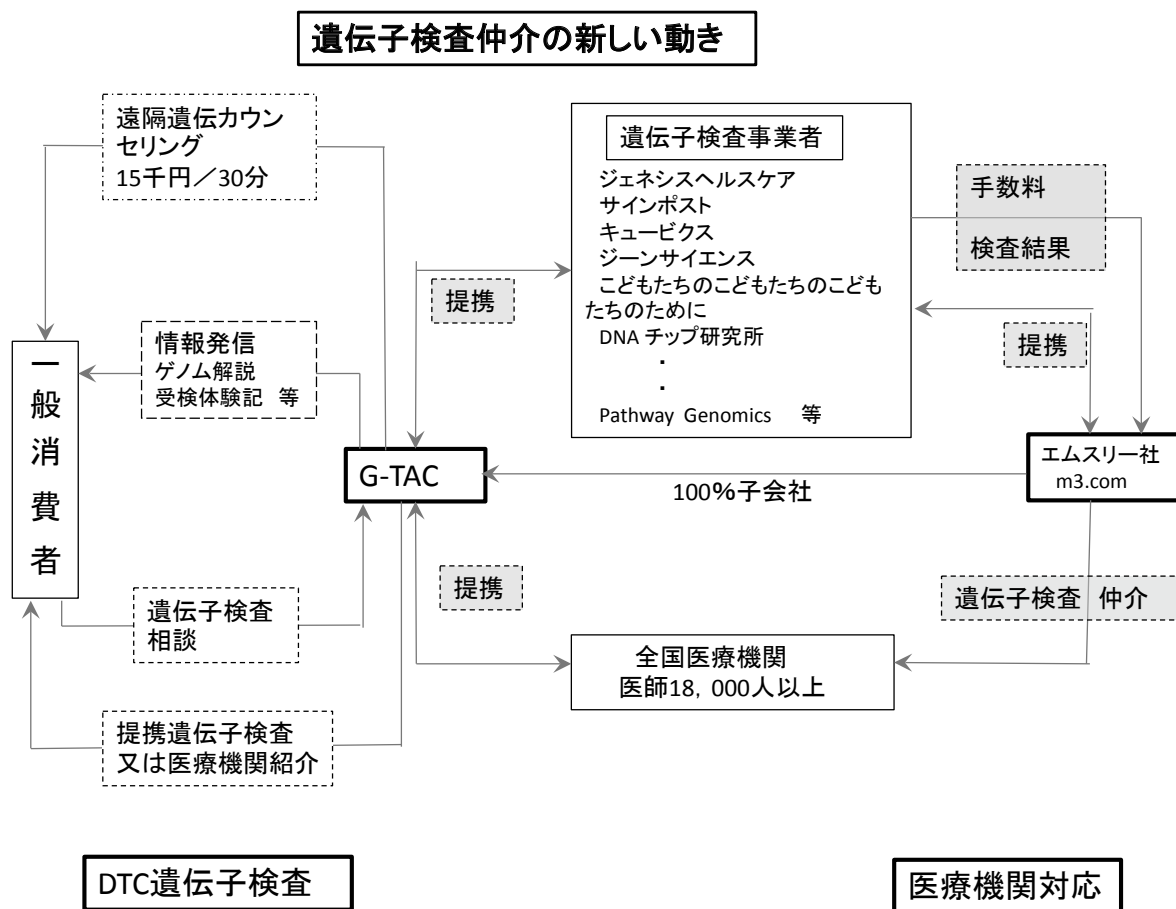 遺伝子検査仲介の新しい動き
遠隔遺伝カウン
セリング
15千円／30分
遺伝子検査事業者
ジェネシスヘルスケア
サインポスト
キュービクス
ジーンサイエンス
こどもたちのこどもたちのこども
たちのために
DNA チップ研究所
・
・
Pathway Genomics 等
手数料
検査結果
提携
提携
情報発信
ゲノム解説
受検体験記 等
一般消費者
G-TAC
100%子会社
エムスリー社
m3.com
提携
遺伝子検査 仲介
遺伝子検査
相談
全国医療機関
医師18，000人以上
提携遺伝子検査
又は医療機関紹介
DTC遺伝子検査
医療機関対応